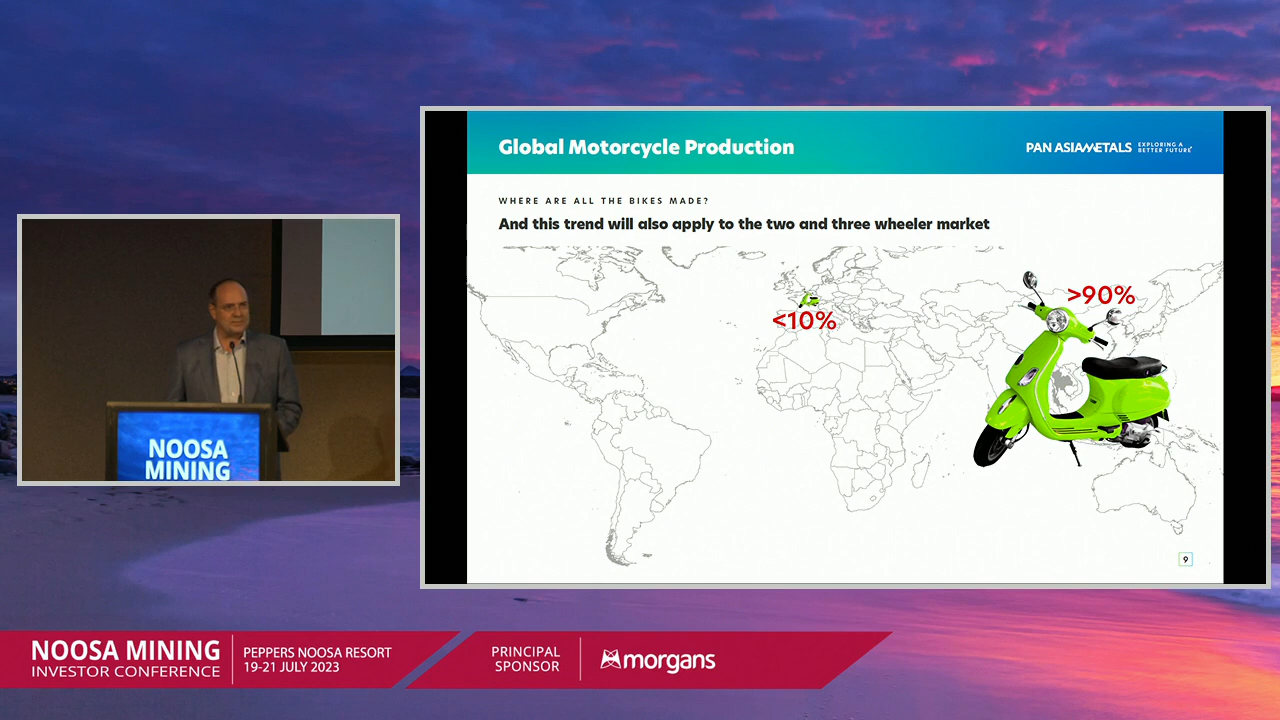 Global Motorcycle Production
PAN ASIAMETALS
EXPLORING A
BETTER FUTURE
WHERE ARE ALL THE BIKES MADE?
And this trend will also apply to the two and three wheeler market
>90%
<10%
9
NOOSA
MINING
NOOSA MINING
INVESTOR CONFERENCE
PEPPERS NOOSA RESORT
19-21 JULY 2023
PRINCIPAL
SPONSOR
morgans